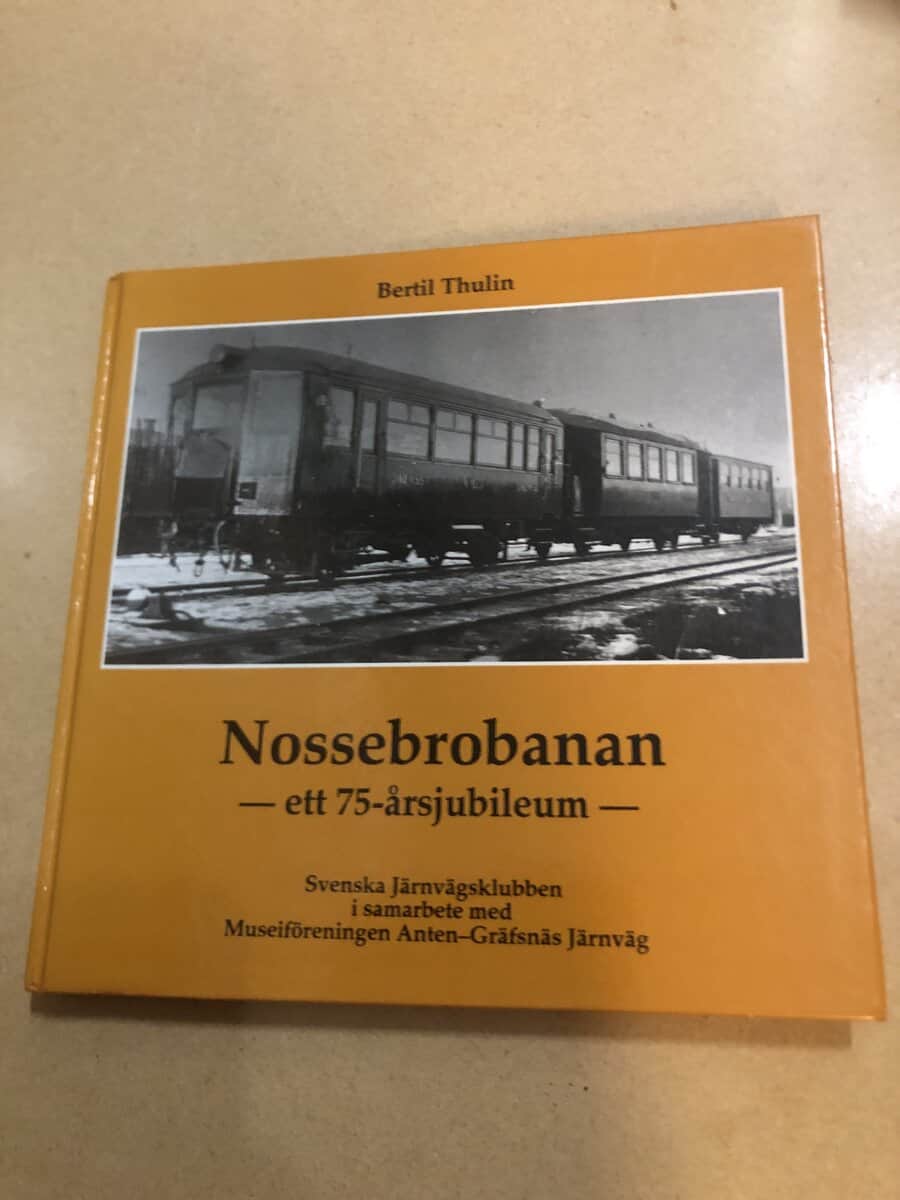 Bertil Thulin
Nossebrobanan
— ett 75-årsjubileum —
Svenska Järnvägsklubben
i samarbete med
Museiföreningen Anten–Gräfsnäs Järnväg